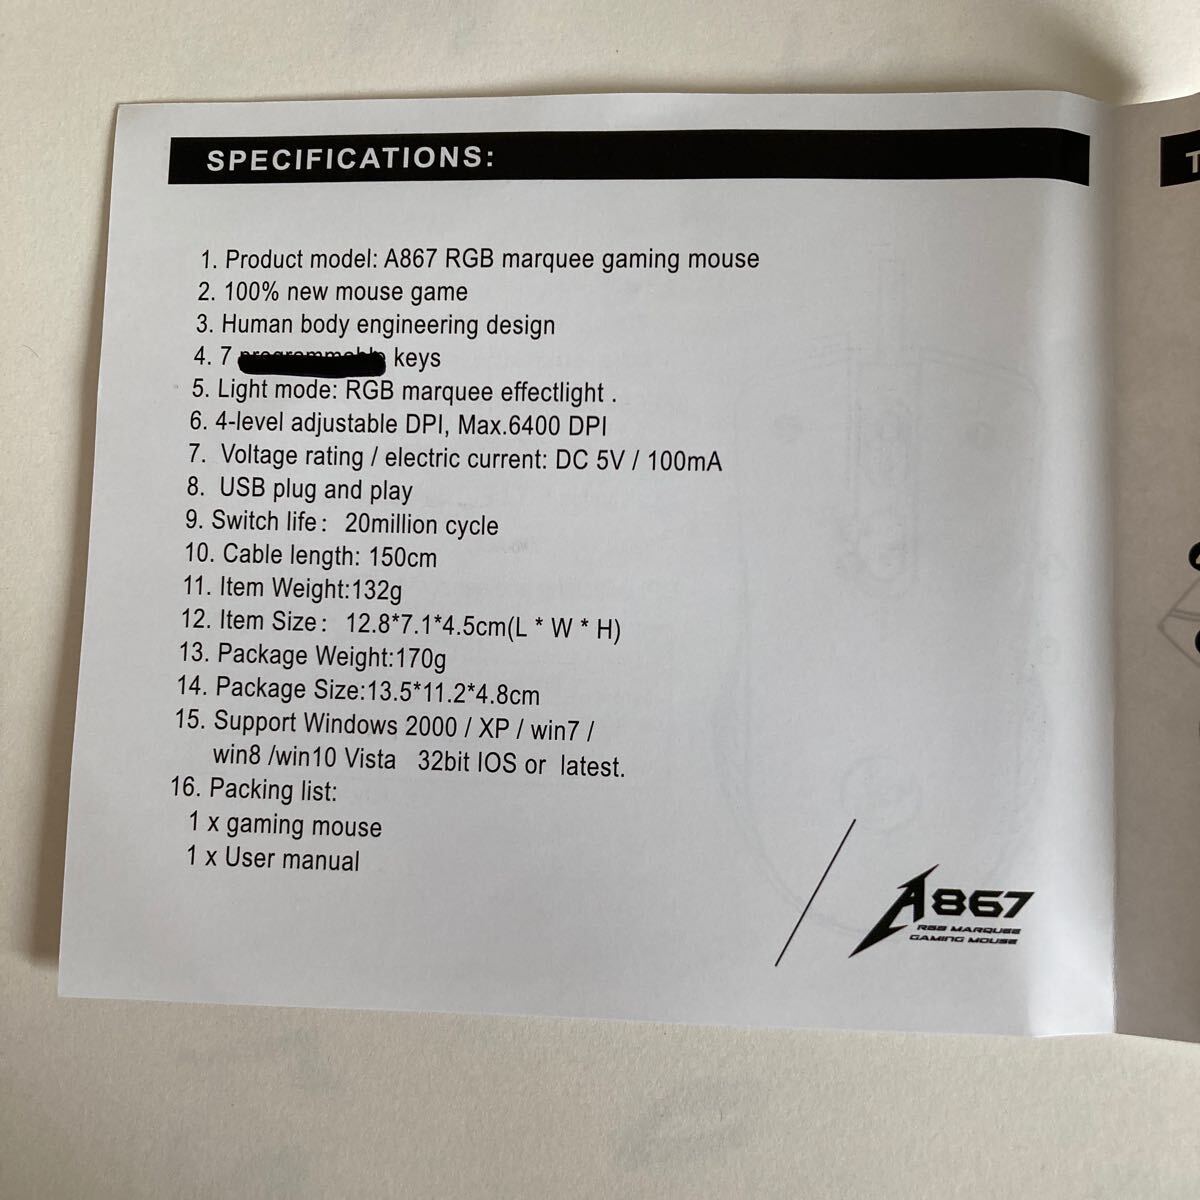 SPECIFICATIONS:
1. Product model: A867 RGB marquee gaming mouse
2. 100% new mouse game
3. Human body engineering design
4. 7 programmable keys
5. Light mode: RGB marquee effectlight .
6. 4-level adjustable DPI, Max.6400 DPI
7. Voltage rating / electric current: DC 5V / 100mA
8. USB plug and play
9. Switch life: 20million cycle
10. Cable length: 150cm
11. Item Weight:132g
12. Item Size: 12.8*7.1*4.5cm(L * W * H)
13. Package Weight:170g
14. Package Size:13.5*11.2*4.8cm
15. Support Windows 2000 / XP / win7 /
win8 /win10 Vista 32bit IOS or latest.
16. Packing list:
1 x gaming mouse
1 x User manual
A867
RGB MARQUEE
GAMING MOUSE
T